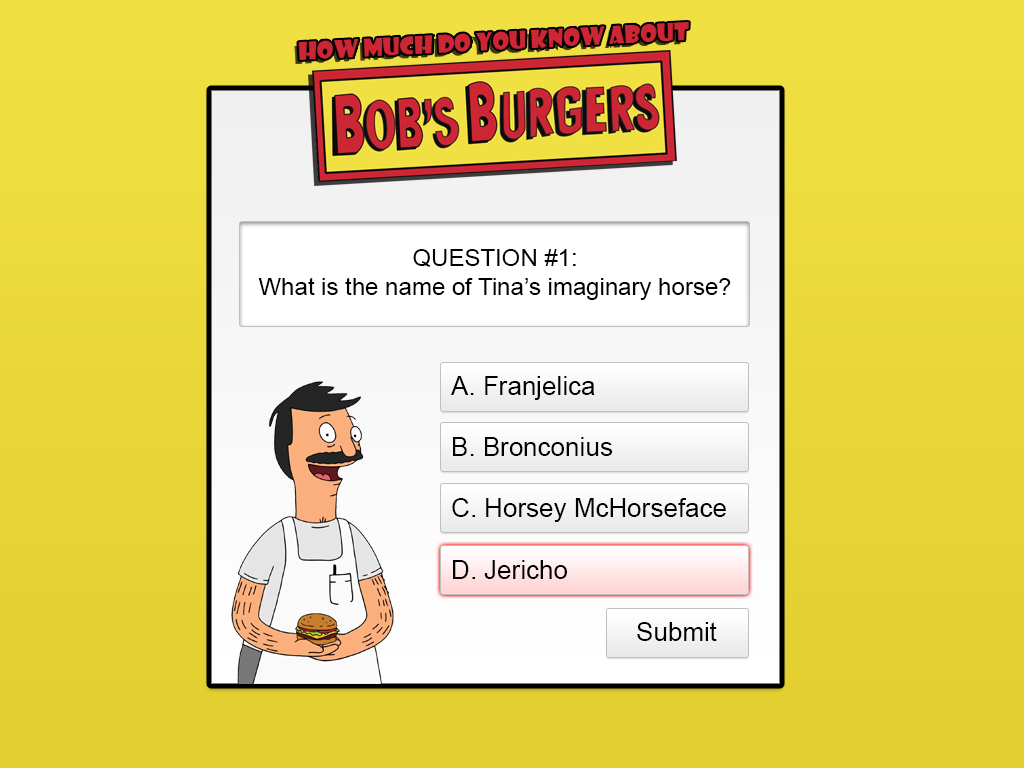 HOW MUCH DO YOU KNOW ABOUT
BOB'S BURGERS
QUESTION #1:
What is the name of Tina’s imaginary horse?
A. Franjelica
B. Bronconius
C. Horsey McHorseface
D. Jericho
Submit